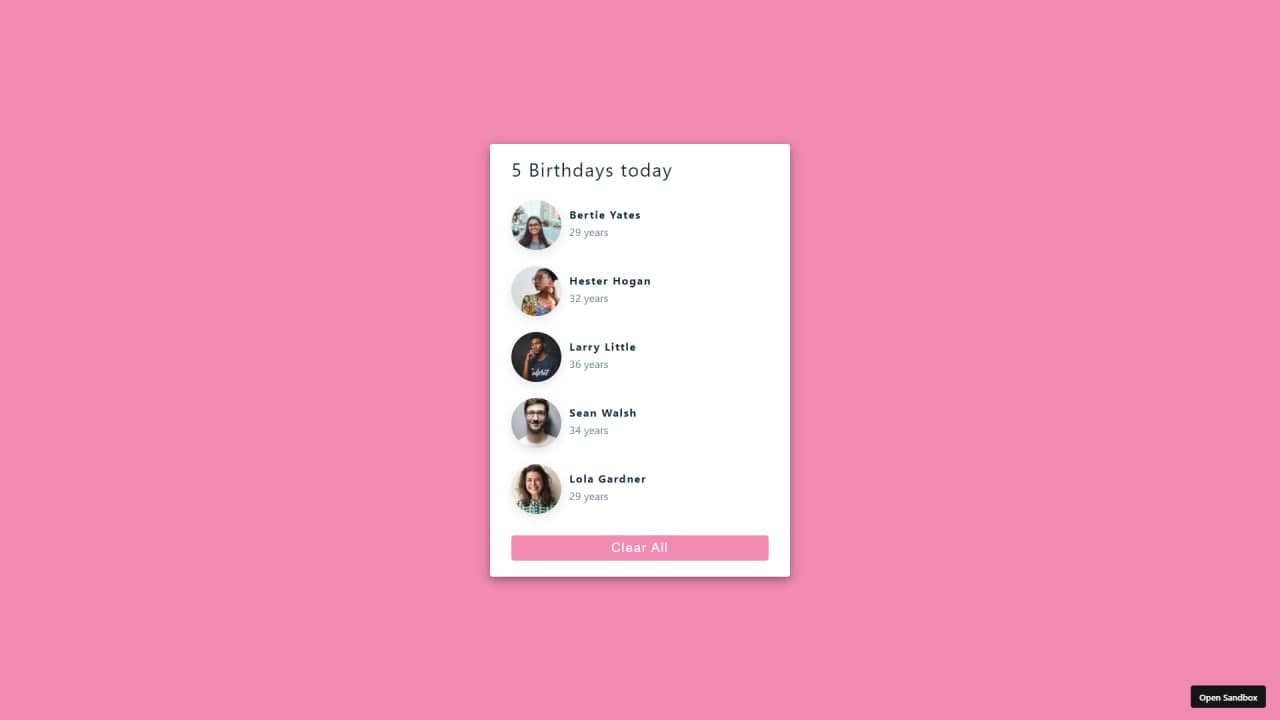 5 Birthdays today
Bertie Yates
29 years
Hester Hogan
32 years
Larry Little
36 years
Sean Walsh
34 years
Lola Gardner
29 years
Clear All
Open Sandbox